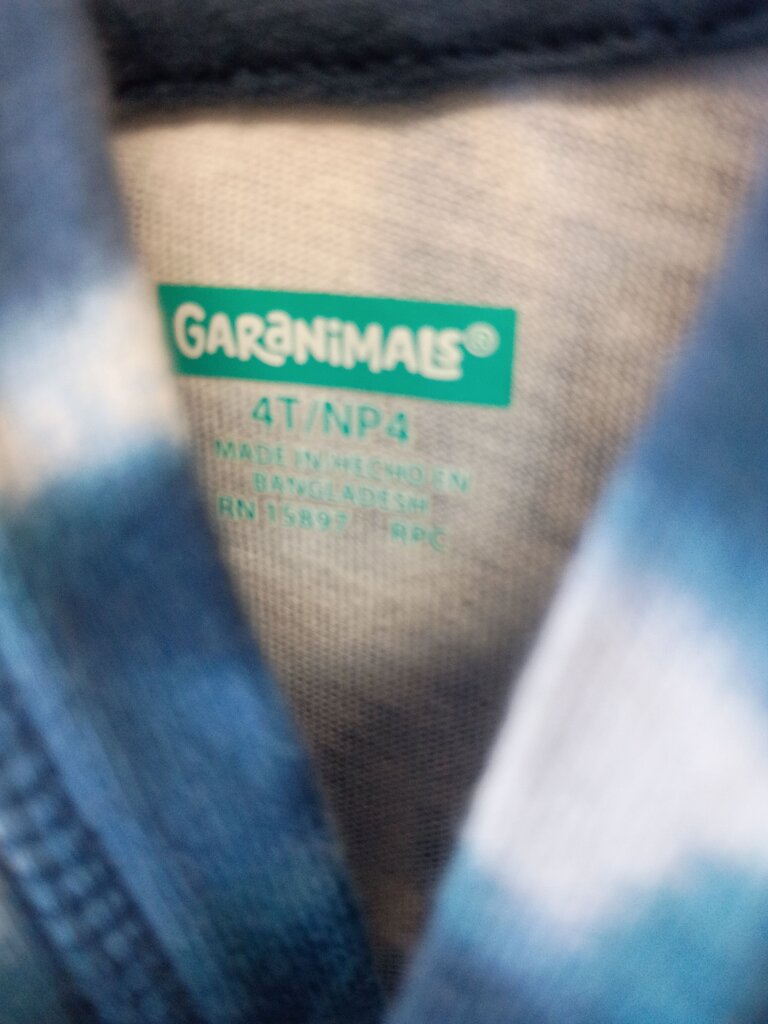 GARANIMALS®
4T/NP4
MADE IN/HECHO EN
BANGLADESH
RN 15897 RPC